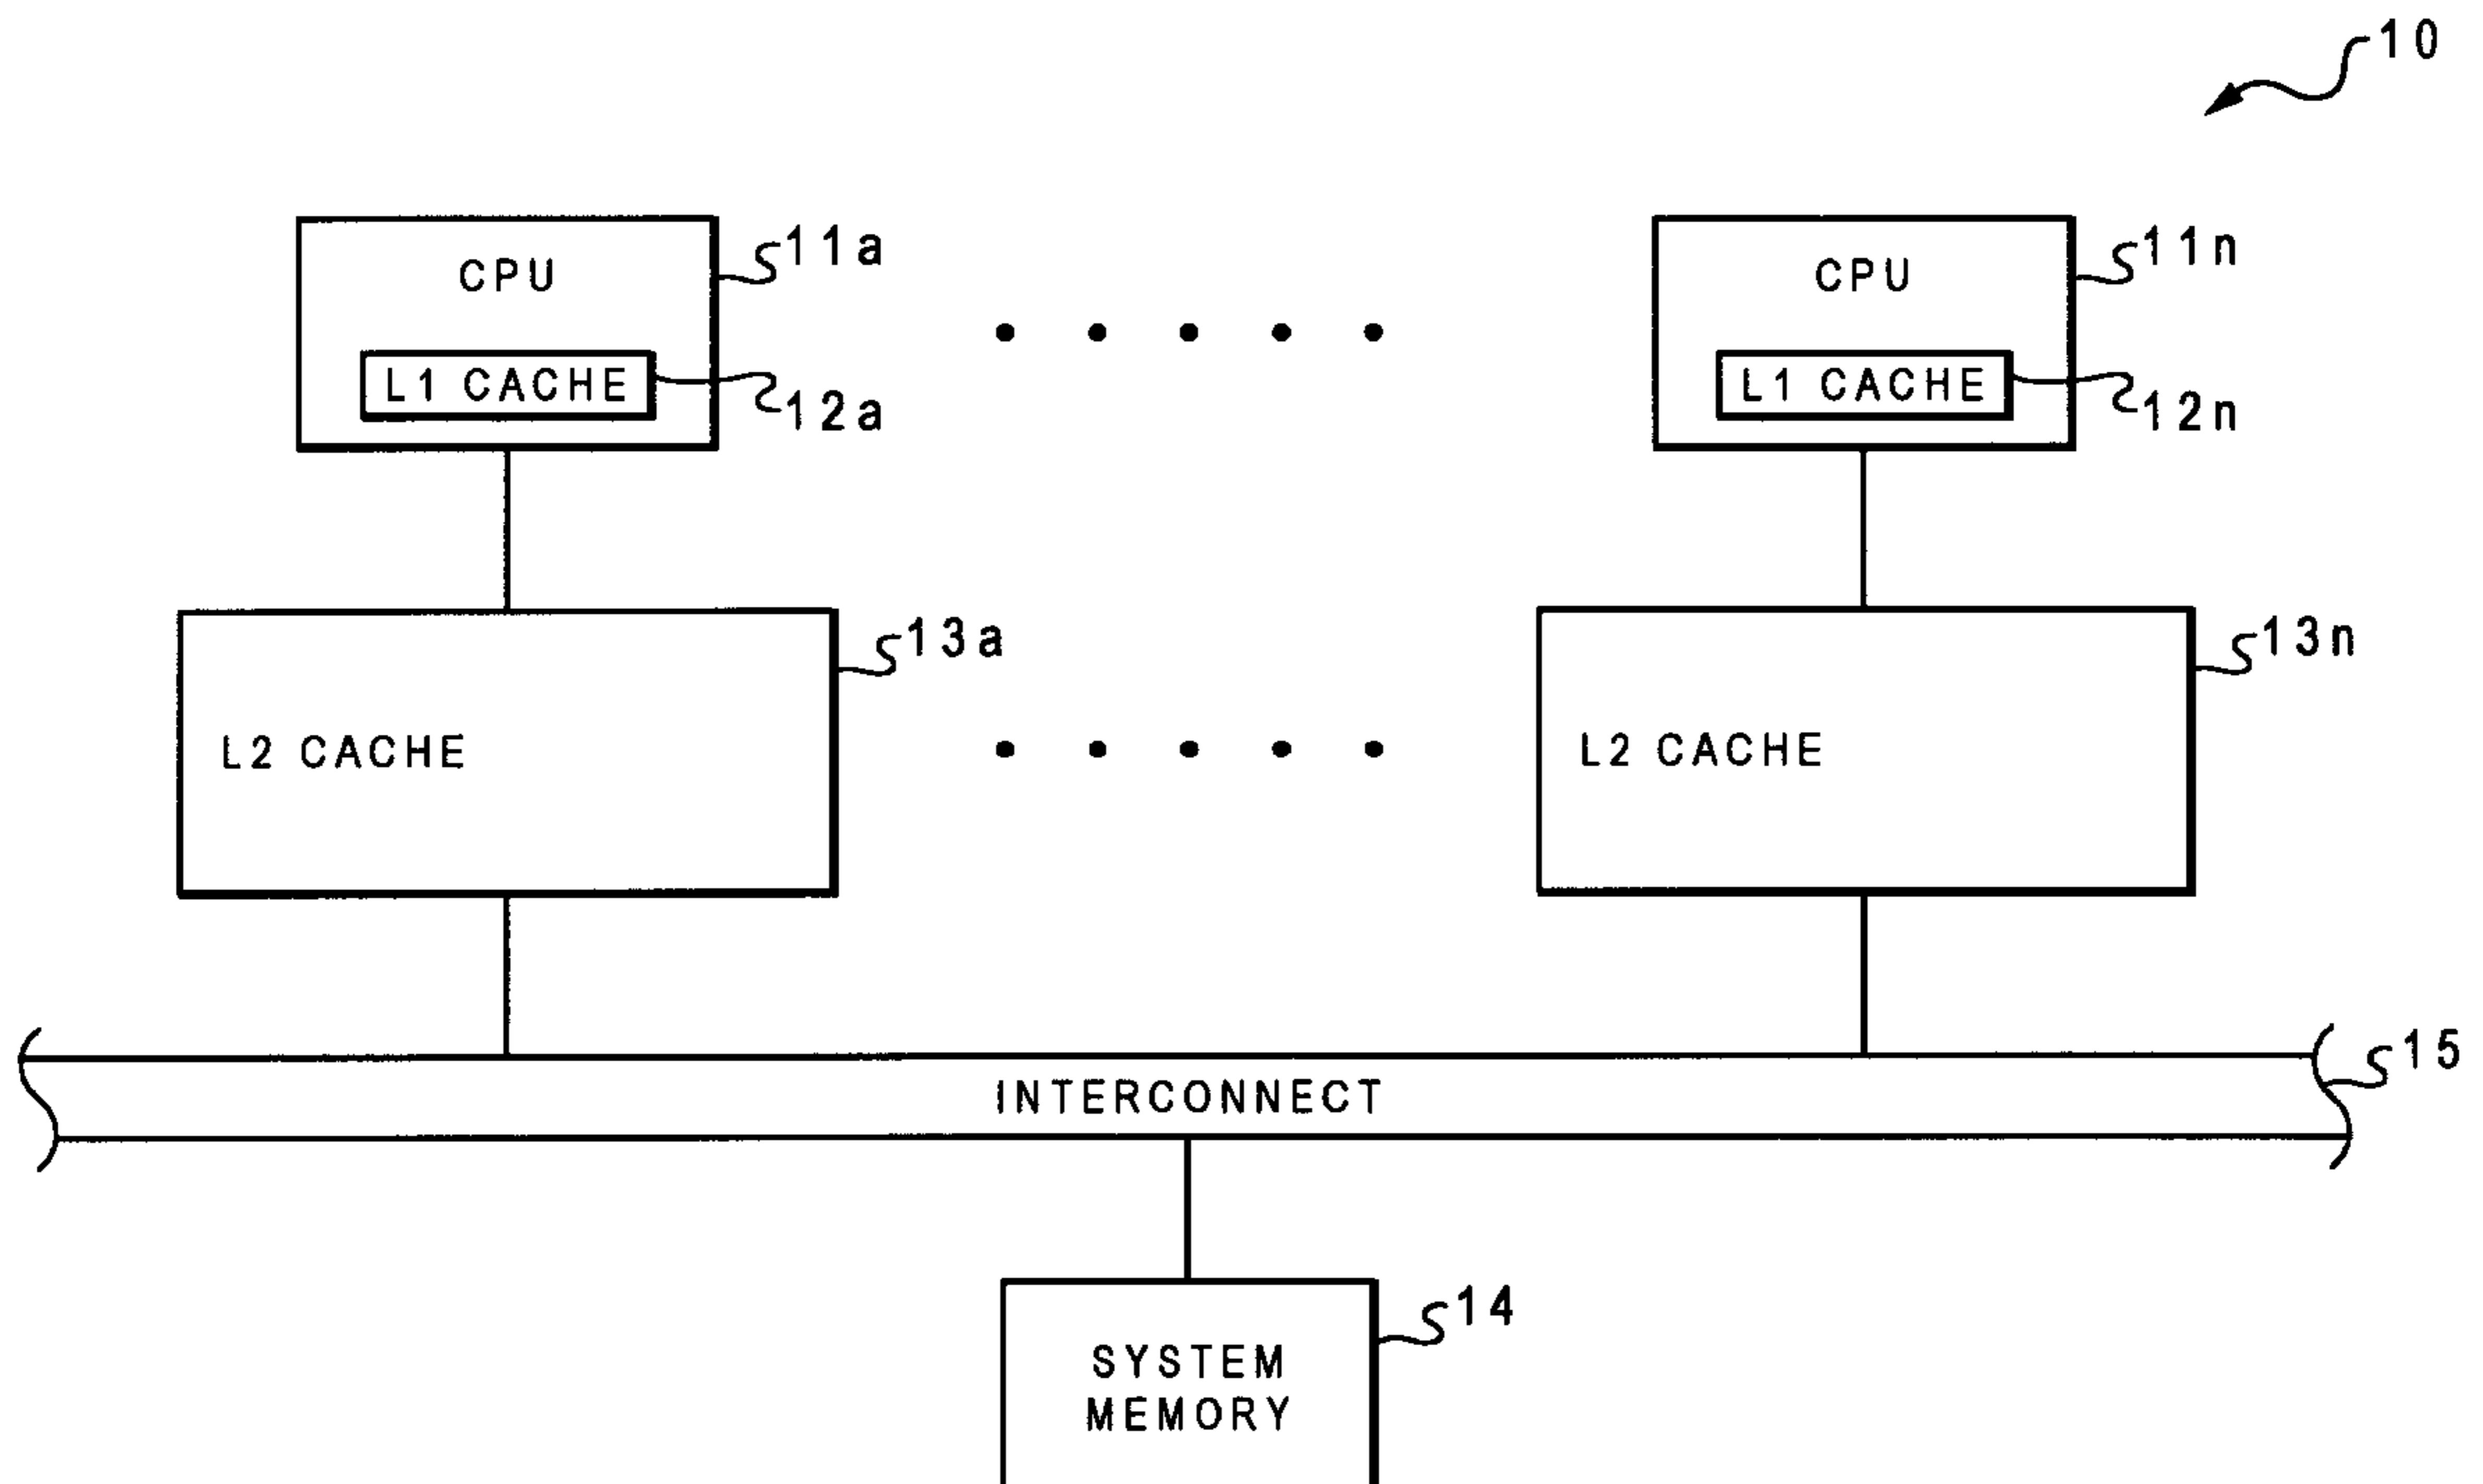 10
CPU
11a
L1 CACHE
12a
CPU
11n
L1 CACHE
12n
L2 CACHE
13a
L2 CACHE
13n
INTERCONNECT
15
SYSTEM
MEMORY
14